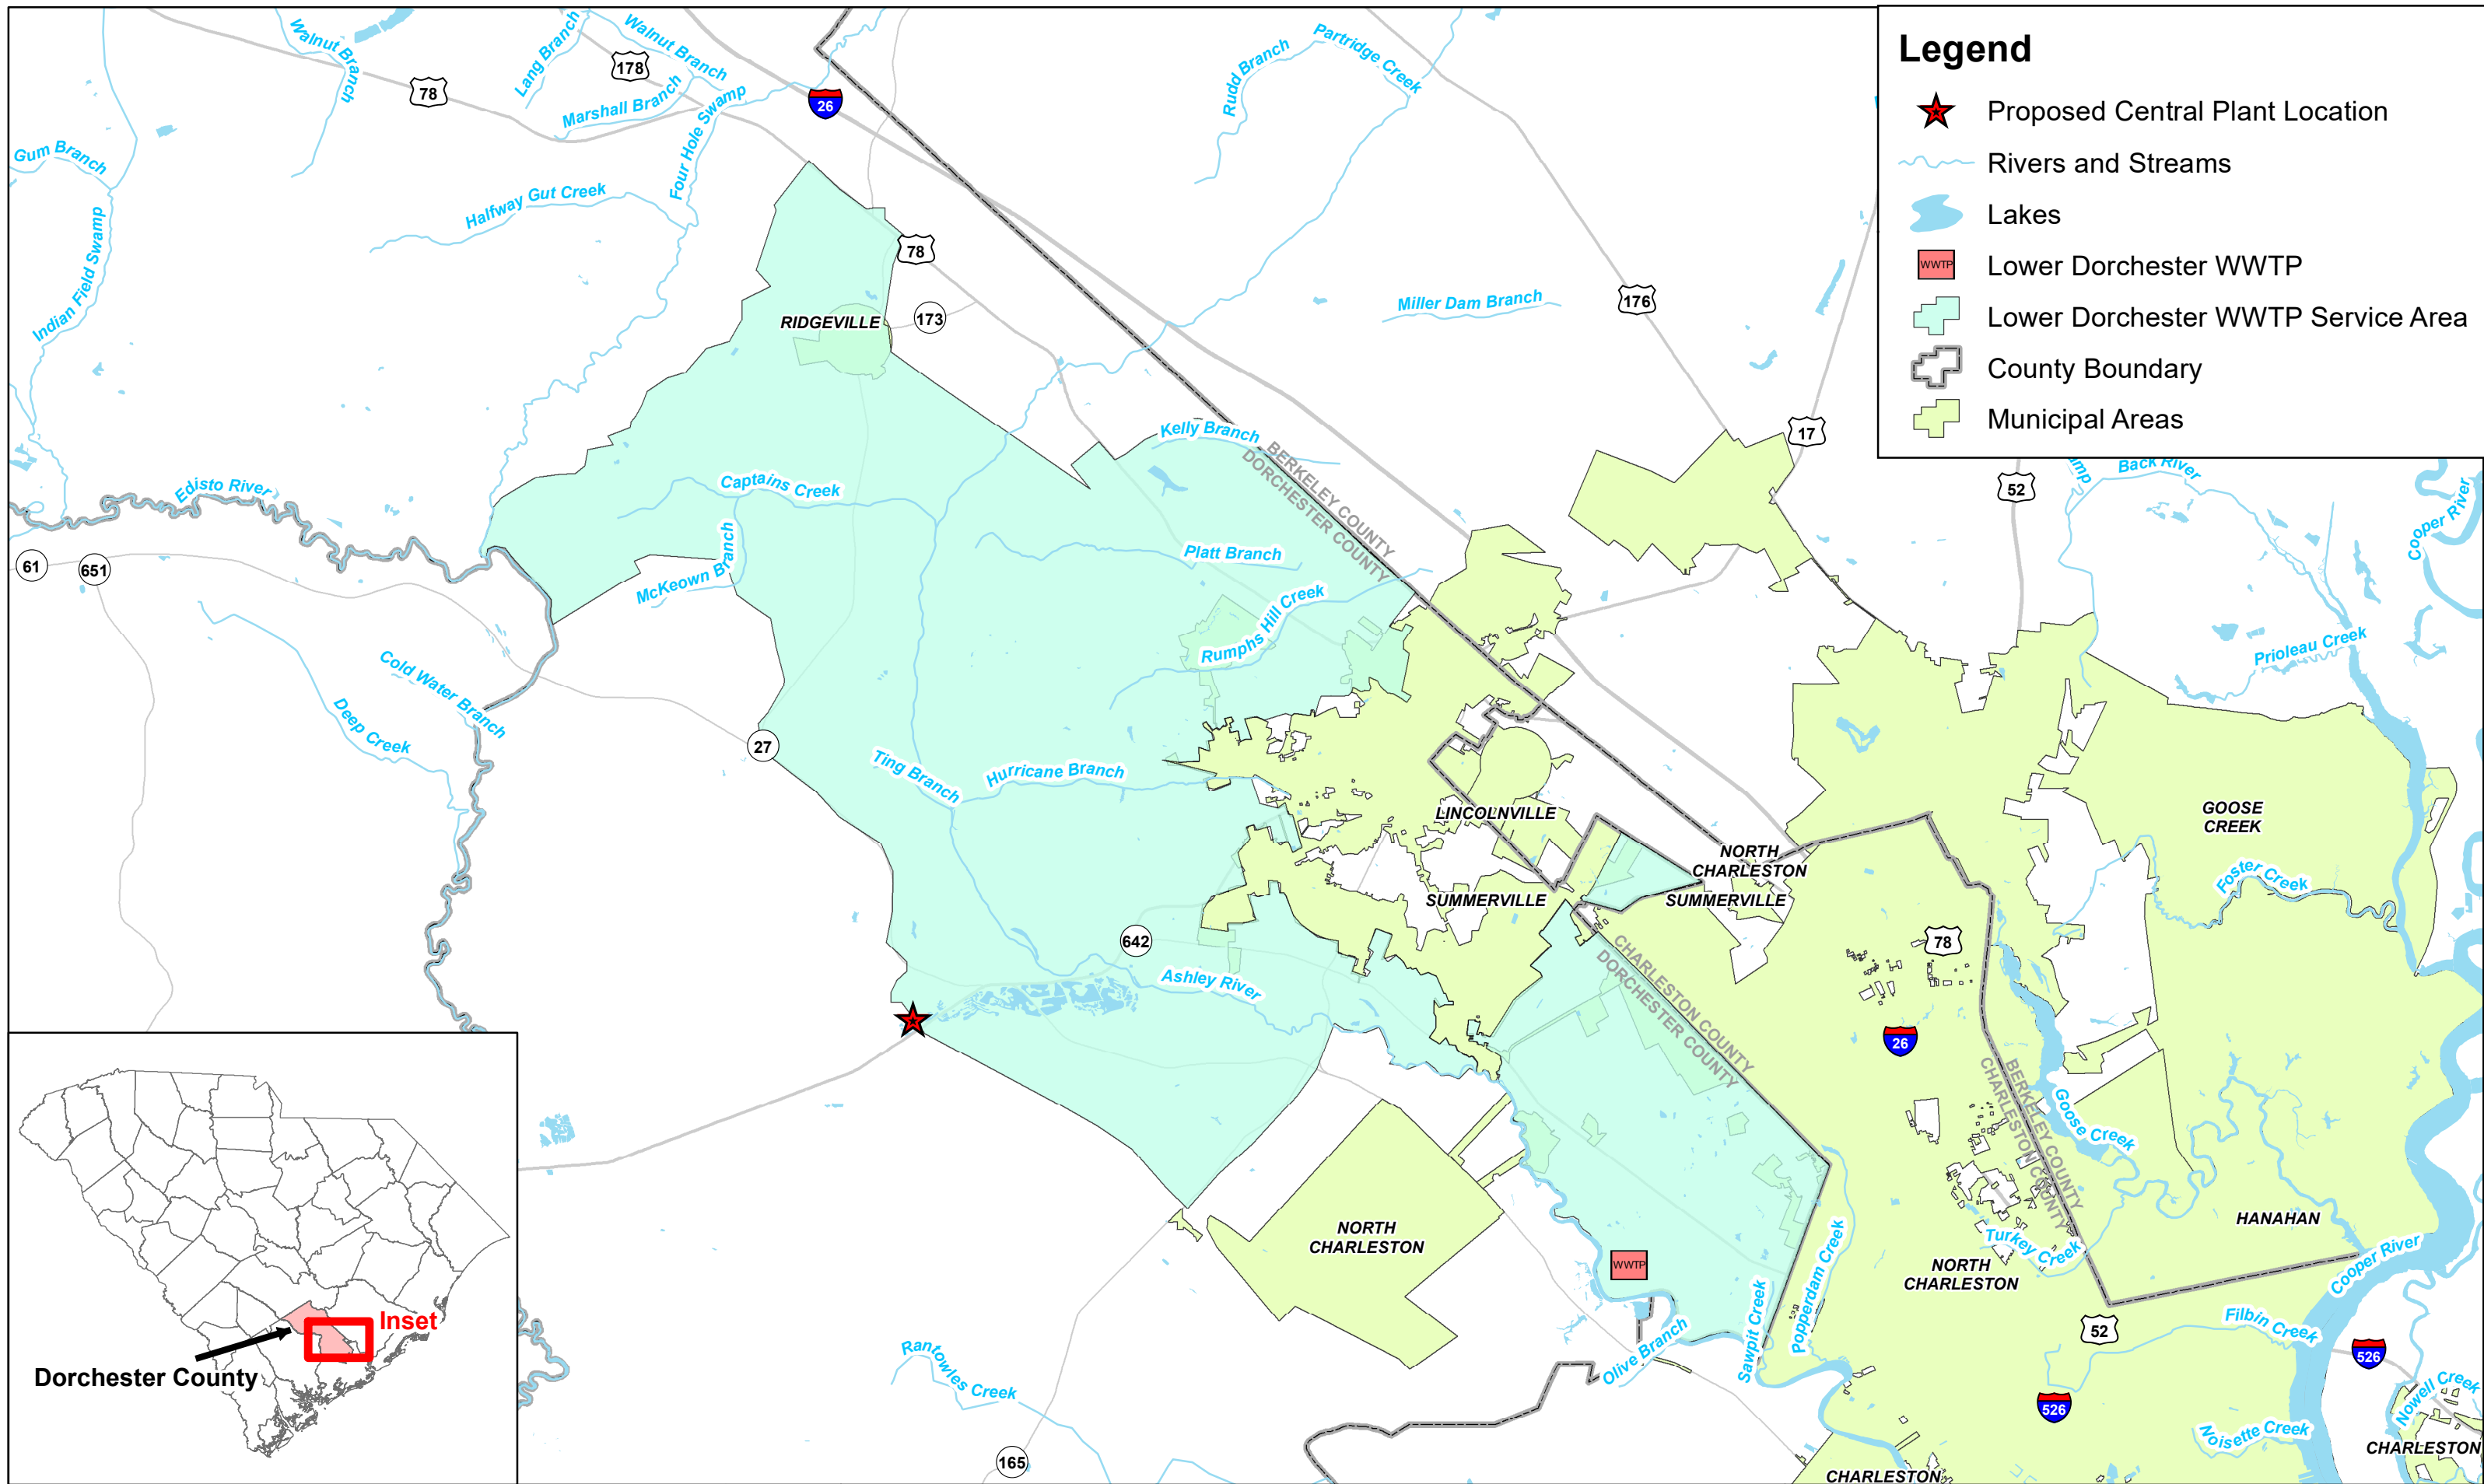 Legend
Proposed Central Plant Location
Rivers and Streams
Lakes
WWTP
Lower Dorchester WWTP
Lower Dorchester WWTP Service Area
County Boundary
Municipal Areas
Walnut Branch
Lang Branch
Walnut Branch
178
78
Marshall Branch
Four Hole Swamp
26
Rudd Branch
Partridge Creek
Gum Branch
Halfway Gut Creek
Indian Field Swamp
78
RIDGEVILLE
173
Miller Dam Branch
176
17
Kelly Branch
BERKELEY COUNTY
DORCHESTER COUNTY
52
Back River
Cooper River
Edisto River
Captains Creek
61
651
McKeown Branch
Platt Branch
Rumphs Hill Creek
Prioleau Creek
Cold Water Branch
Deep Creek
27
Ting Branch
Hurricane Branch
LINCOLNVILLE
GOOSE
CREEK
NORTH
CHARLESTON
SUMMERVILLE
SUMMERVILLE
Foster Creek
642
78
CHARLESTON COUNTY
DORCHESTER COUNTY
Ashley River
26
BERKELEY COUNTY
CHARLESTON COUNTY
Goose Creek
NORTH
CHARLESTON
HANAHAN
Turkey Creek
NORTH
CHARLESTON
WWTP
Popperdam Creek
Sawpit Creek
Olive Branch
Cooper River
Filbin Creek
52
526
526
Nowell Creek
Noisette Creek
CHARLESTON
CHARLESTON
Rantowles Creek
165
Inset
Dorchester County